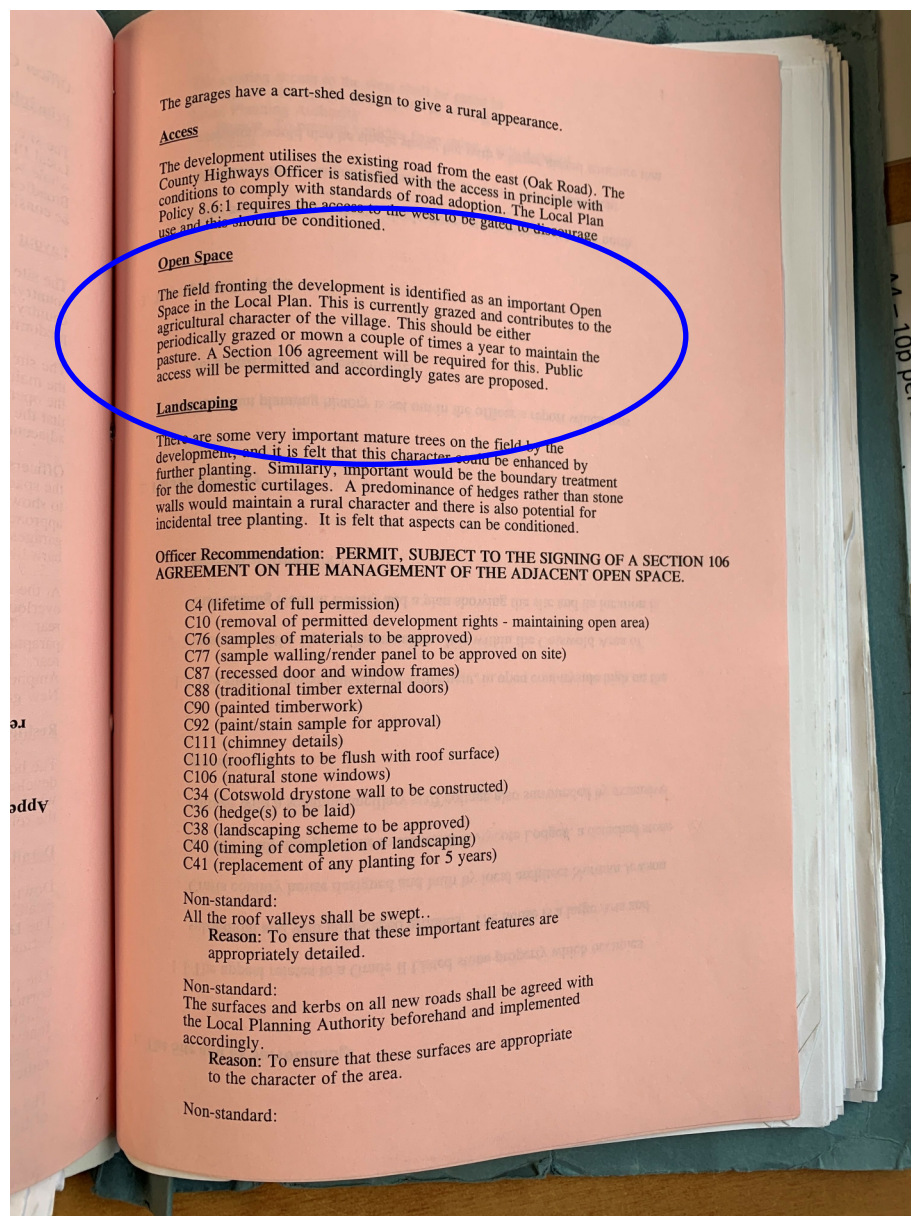 The garages have a cart-shed design to give a rural appearance.
Access
The development utilises the existing road from the east (Oak Road). The
County Highways Officer is satisfied with the access in principle with
conditions to comply with standards of road adoption. The Local Plan
Policy 8.6:1 requires the access to the west to be gated to discourage
use and this should be conditioned.
Open Space
The field fronting the development is identified as an important Open
Space in the Local Plan. This is currently grazed and contributes to the
agricultural character of the village. This should be either
periodically grazed or mown a couple of times a year to maintain the
pasture. A Section 106 agreement will be required for this. Public
access will be permitted and accordingly gates are proposed.
Landscaping
There are some very important mature trees on the field by the
development, and it is felt that this character could be enhanced by
further planting. Similarly, important would be the boundary treatment
for the domestic curtilages. A predominance of hedges rather than stone
walls would maintain a rural character and there is also potential for
incidental tree planting. It is felt that aspects can be conditioned.
Officer Recommendation: PERMIT, SUBJECT TO THE SIGNING OF A SECTION 106
AGREEMENT ON THE MANAGEMENT OF THE ADJACENT OPEN SPACE.
C4 (lifetime of full permission)
C10 (removal of permitted development rights - maintaining open area)
C76 (samples of materials to be approved)
C77 (sample walling/render panel to be approved on site)
C87 (recessed door and window frames)
C88 (traditional timber external doors)
C90 (painted timberwork)
C92 (paint/stain sample for approval)
C111 (chimney details)
C110 (rooflights to be flush with roof surface)
C106 (natural stone windows)
C34 (Cotswold drystone wall to be constructed)
C36 (hedge(s) to be laid)
C38 (landscaping scheme to be approved)
C40 (timing of completion of landscaping)
C41 (replacement of any planting for 5 years)
Non-standard:
All the roof valleys shall be swept..
Reason: To ensure that these important features are
appropriately detailed.
Non-standard:
The surfaces and kerbs on all new roads shall be agreed with
the Local Planning Authority beforehand and implemented
accordingly.
Reason: To ensure that these surfaces are appropriate
to the character of the area.
Non-standard:
A4 - 10p per